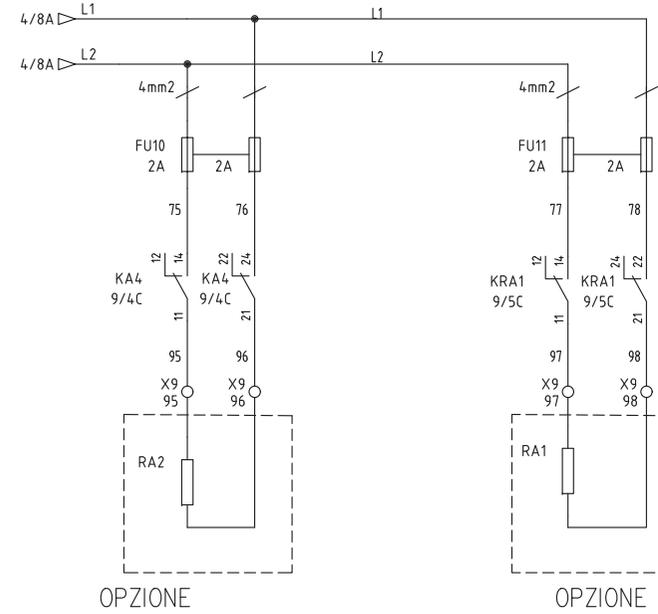 4/8A L1 L1
4/8A L2 L2
4mm2 4mm2
FU10 FU11
2A 2A 2A 2A
75 76 77 78
12 14 22 24 12 14 24 22
KA4 KA4 KRA1 KRA1
9/4C 9/4C 9/5C 9/5C
11 21 11 21
95 96 97 98
X9 X9 X9 X9
95 96 97 98
RA2 RA1
OPZIONE OPZIONE